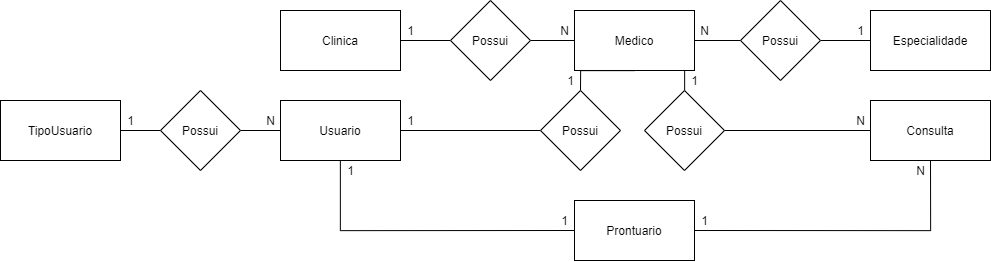 Clinica 1 Possui N Medico N Possui 1 Especialidade
1 1
TipoUsuario 1 Possui N Usuario 1 Possui Possui N Consulta
1 N
1 Prontuario 1